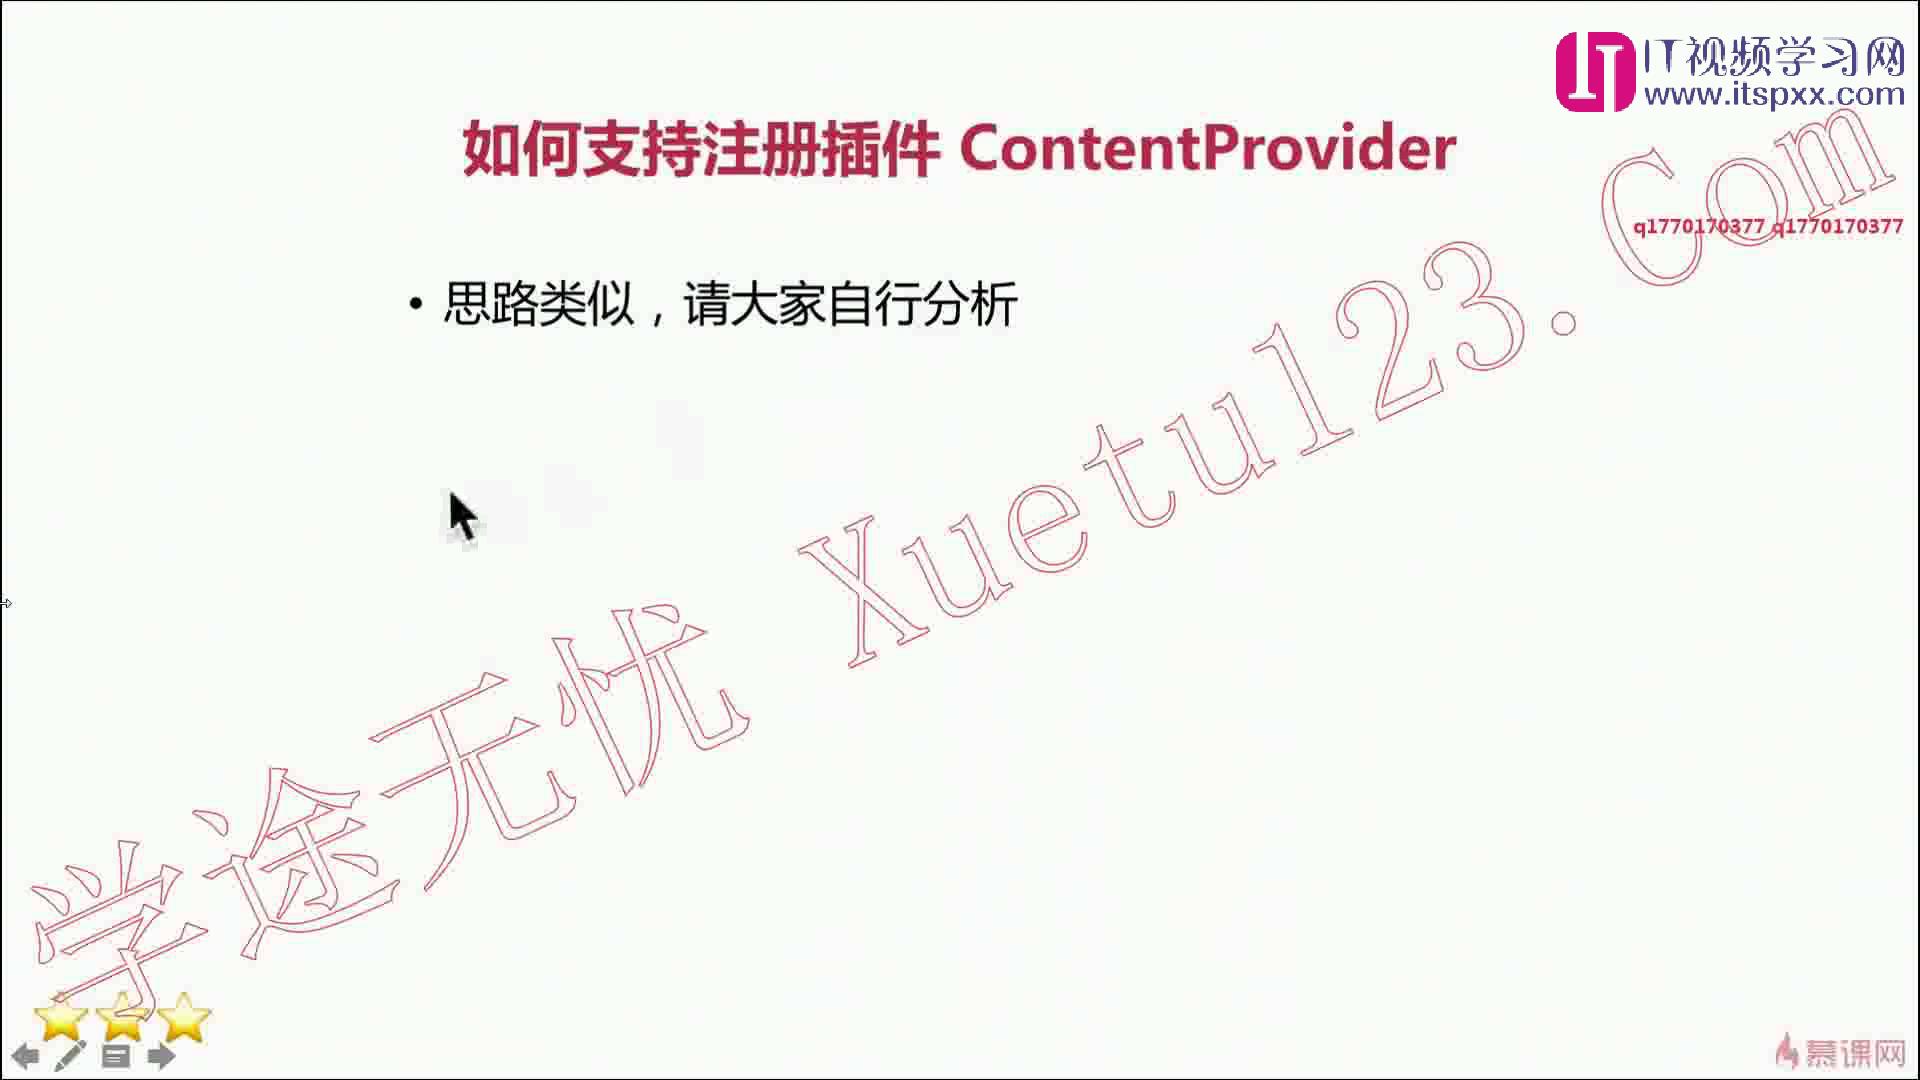 IT视频学习网
www.itspxx.com
如何支持注册插件 ContentProvider
q1770170377 q1770170377
• 思路类似，请大家自行分析
学途无忧 Xuetu123.Com
慕课网